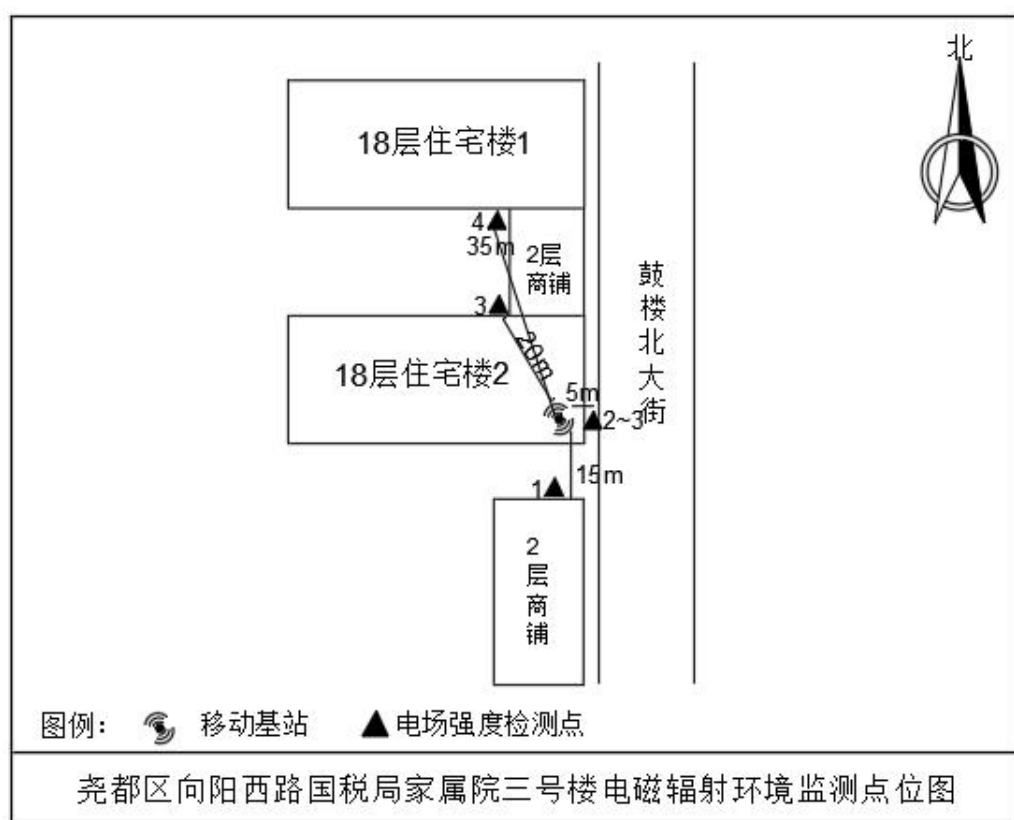 北
18层住宅楼1
4
35m
2层
商铺
3
20m
18层住宅楼2
5m
2~3
鼓楼北大街
15m
1
2层商铺
图例：
移动基站
电场强度检测点
尧都区向阳西路国税局家属院三号楼电磁辐射环境监测点位图